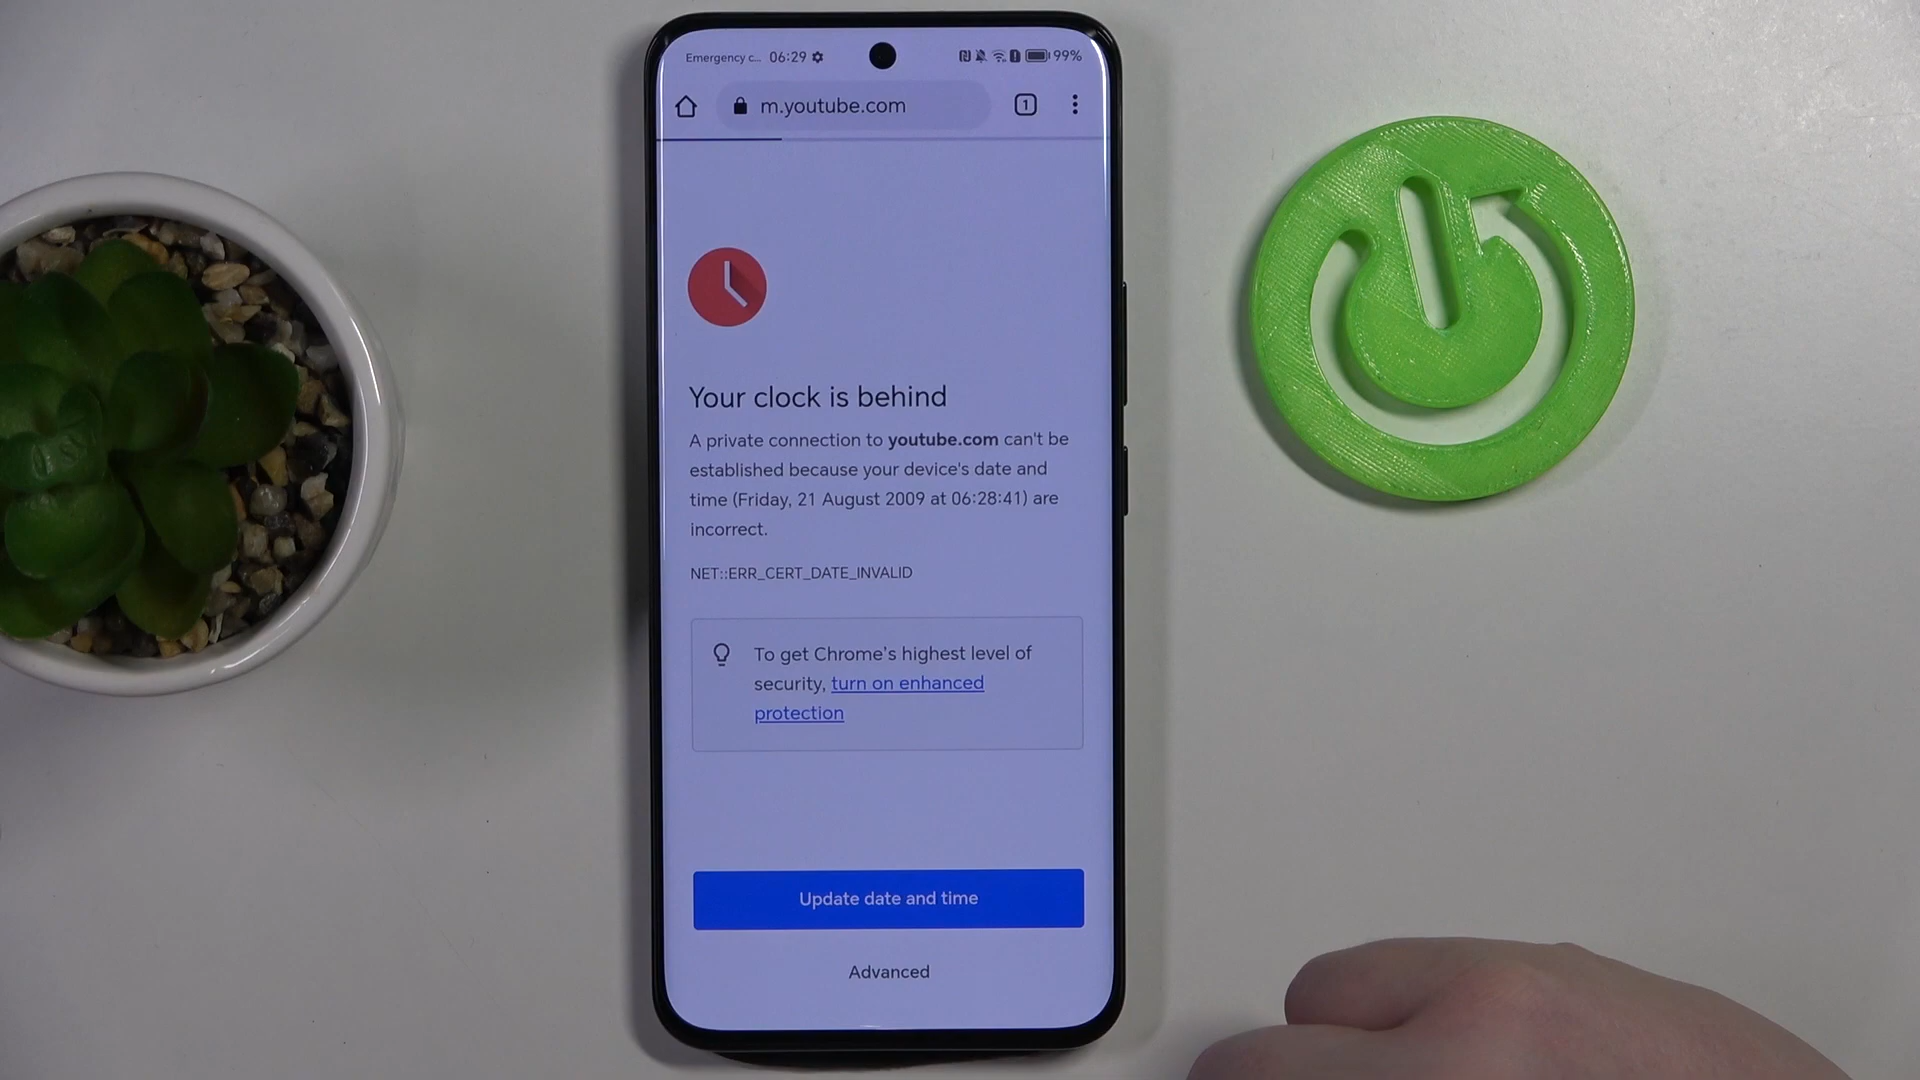 Emergency c... 06:29 99%
m.youtube.com 1
Your clock is behind
A private connection to youtube.com can't be
established because your device's date and
time (Friday, 21 August 2009 at 06:28:41) are
incorrect.
NET::ERR_CERT_DATE_INVALID
To get Chrome's highest level of
security, turn on enhanced
protection
Update date and time
Advanced